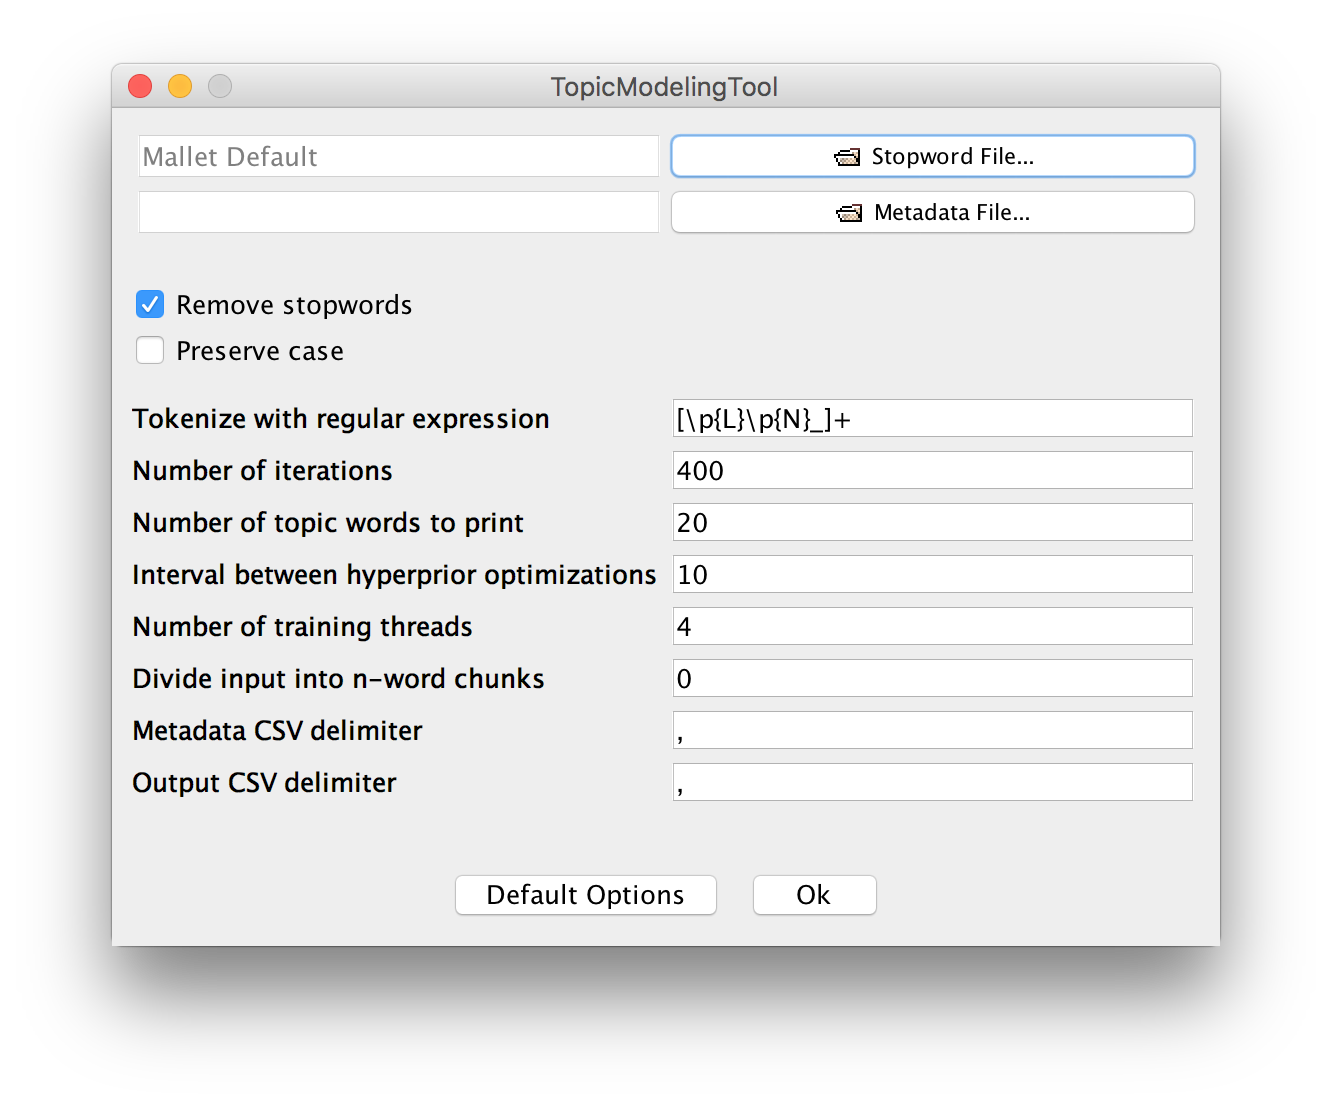 TopicModelingTool
Mallet Default Stopword File...
Metadata File...
Remove stopwords
Preserve case
Tokenize with regular expression [\p{L}\p{N}_]+
Number of iterations 400
Number of topic words to print 20
Interval between hyperprior optimizations 10
Number of training threads 4
Divide input into n-word chunks 0
Metadata CSV delimiter ,
Output CSV delimiter ,
Default Options Ok